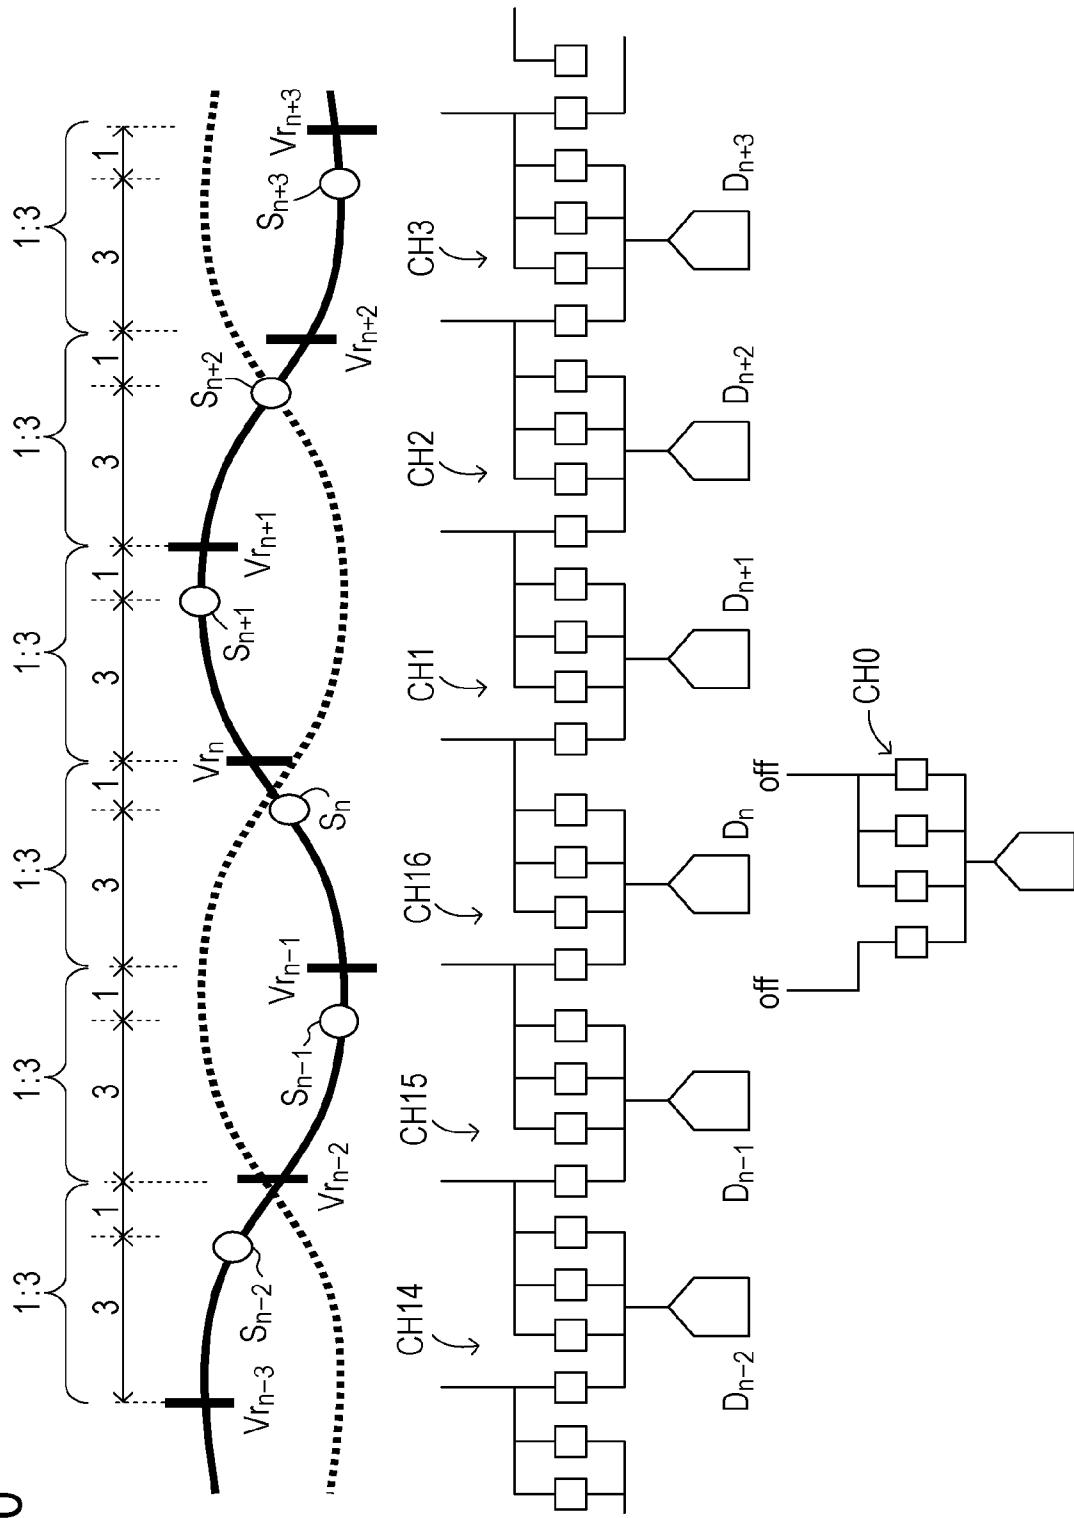 1:3 1:3 1:3 1:3 1:3 1:3
3 1 3 1 3 1 3 1 3 1 3 1
Vrn−3 Sn−2 Vrn−2 Sn−1 Vrn−1 Sn Vrn Sn+1 Vrn+1 Sn+2 Vrn+2 Sn+3 Vrn+3
CH14 CH15 CH16 CH1 CH2 CH3
Dn−2 Dn−1 Dn Dn+1 Dn+2 Dn+3
off off
CH0